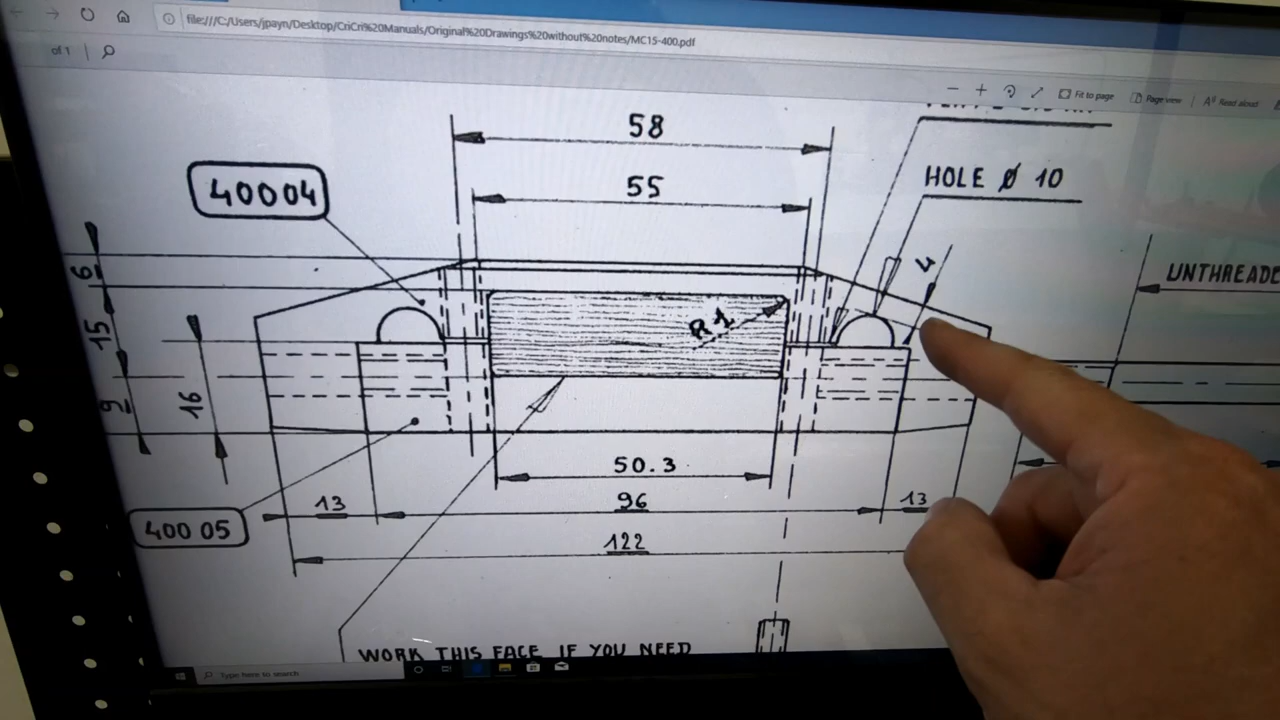 file:///C:/Users/jpayn/Desktop/CriCri%20Manuals/Original%20Drawings%20without%20notes/MC15-400.pdf
of 1
Fit to page
Page view
Read aloud
58
HOLE Ø 10
55
40004
4
6
UNTHREADE
15
R 1
9
16
50.3
13
96
13
400 05
122
WORK THIS FACE IF YOU NEED
Type here to search